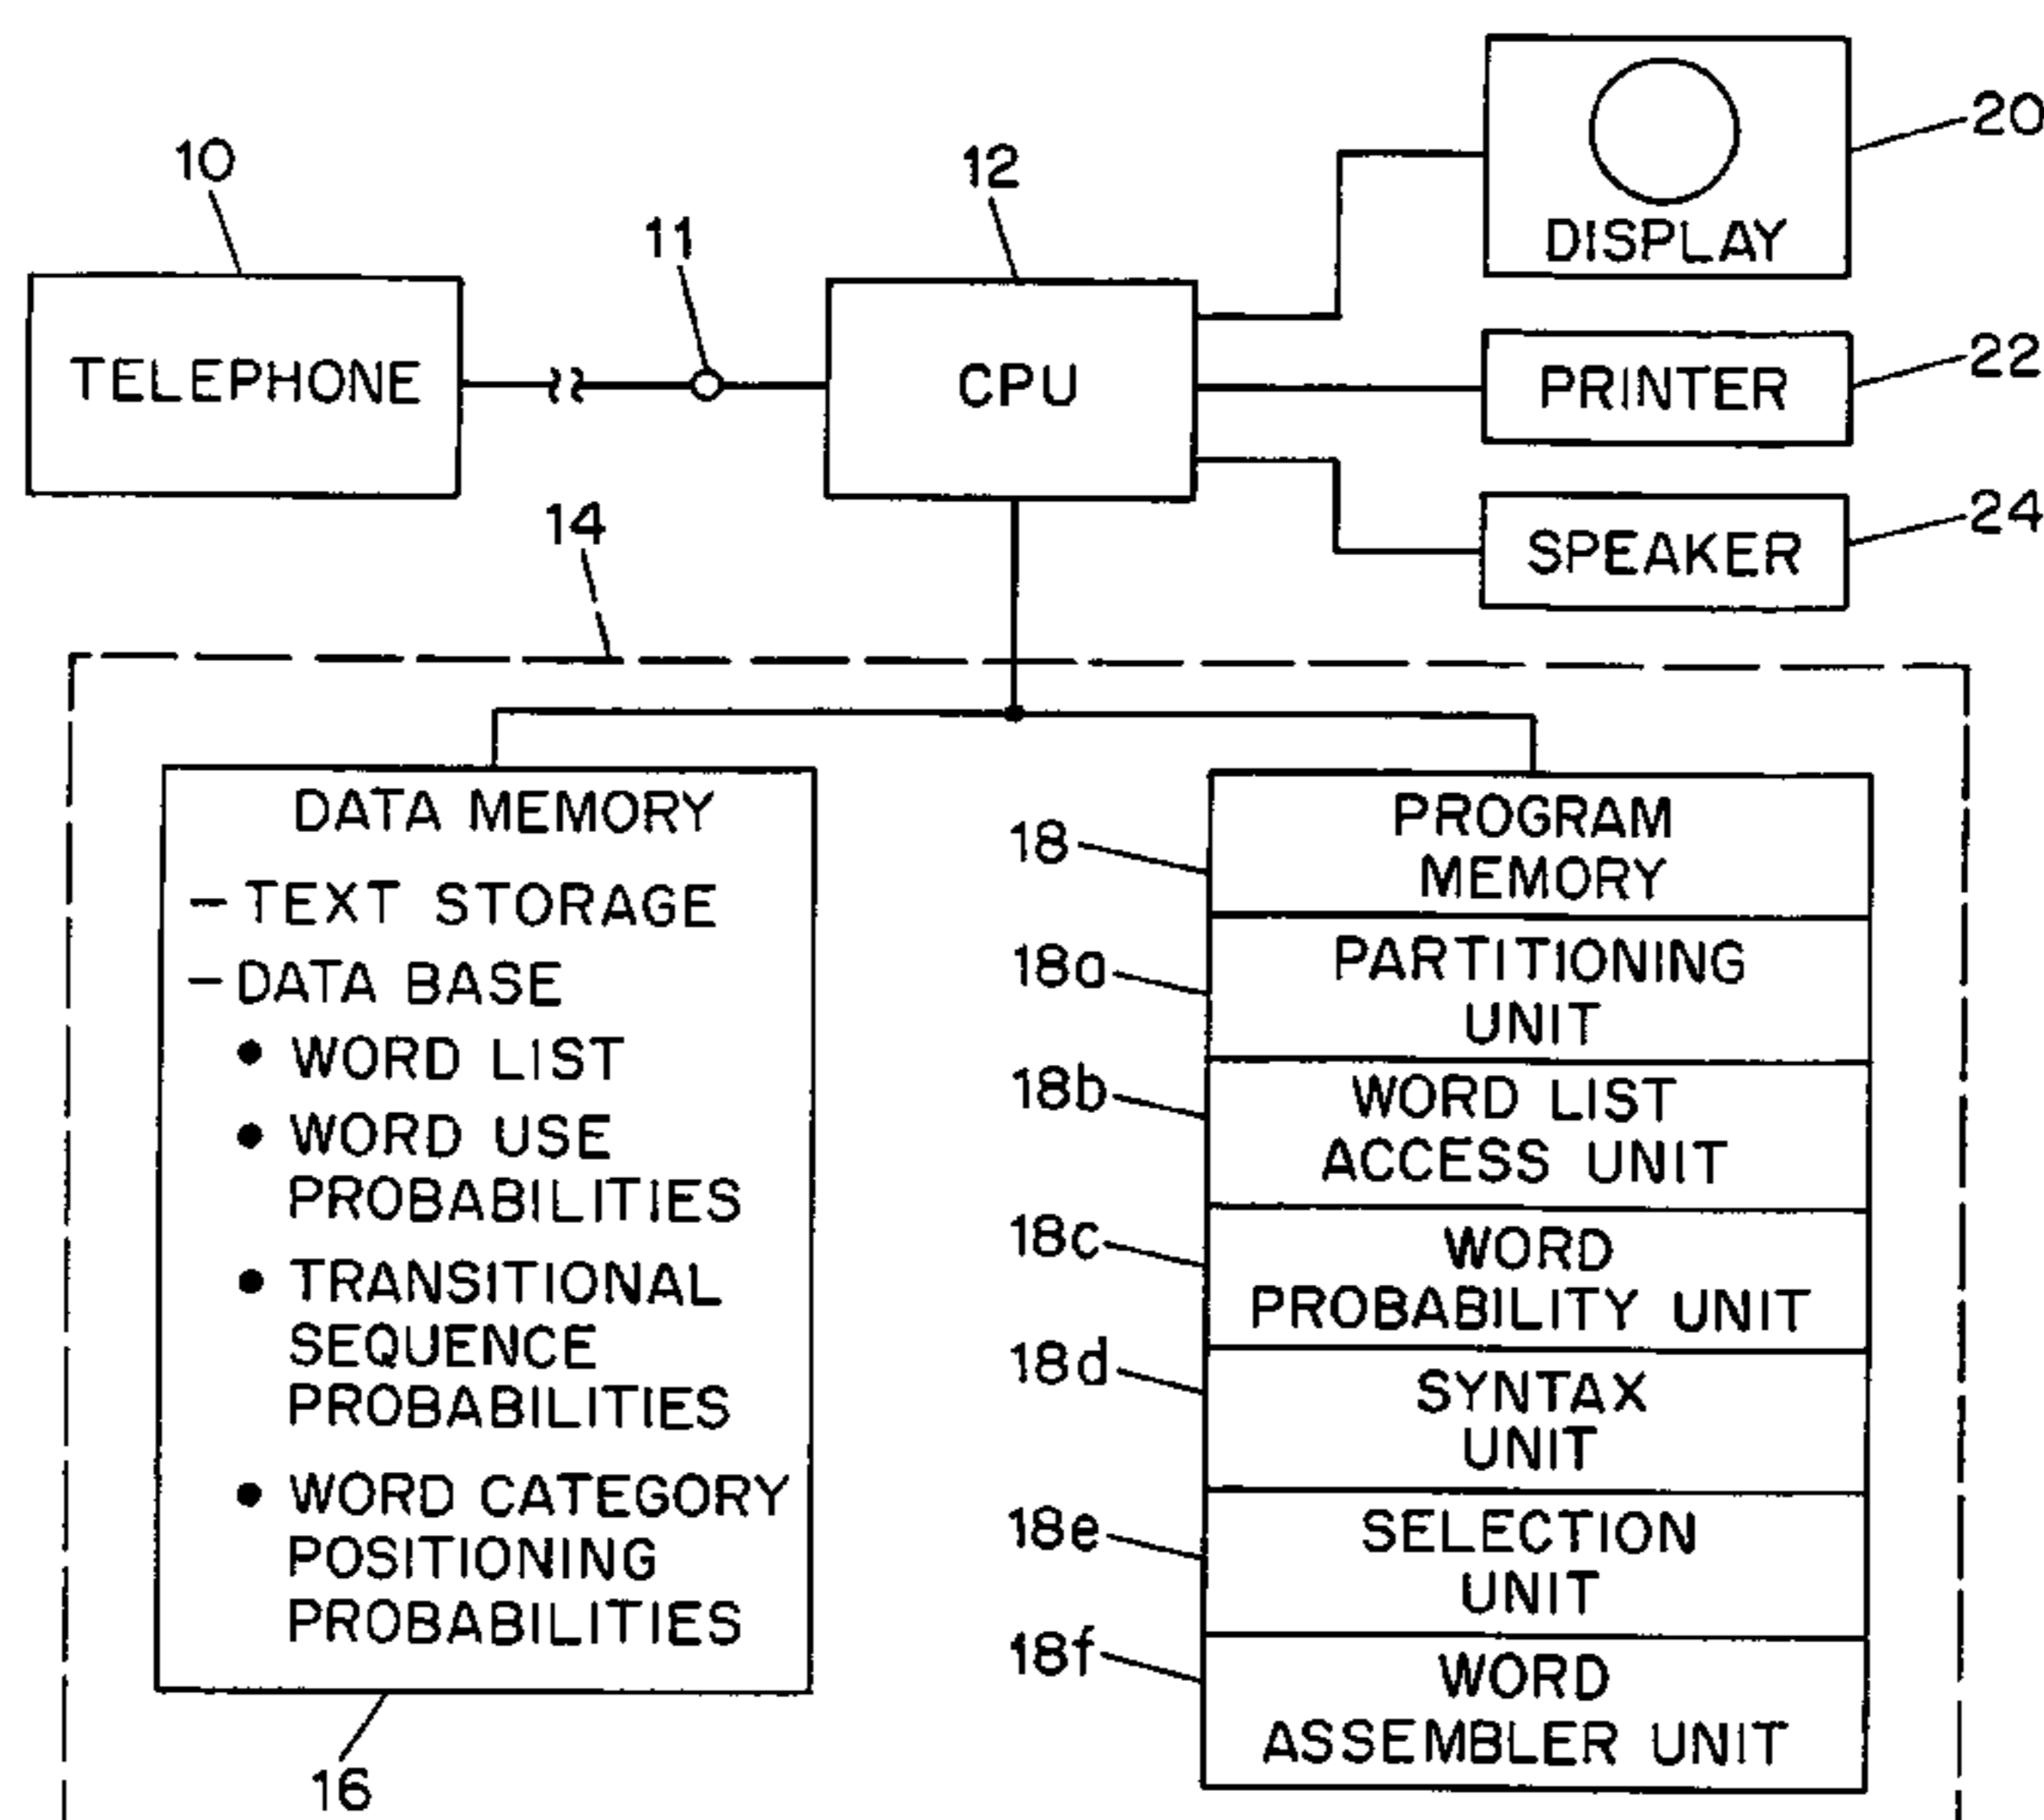 10
11
12
20
TELEPHONE
CPU
DISPLAY
22
PRINTER
24
SPEAKER
14
DATA MEMORY
– TEXT STORAGE
– DATA BASE
• WORD LIST
• WORD USE
PROBABILITIES
• TRANSITIONAL
SEQUENCE
PROBABILITIES
• WORD CATEGORY
POSITIONING
PROBABILITIES
16
18
PROGRAM
MEMORY
18a
PARTITIONING
UNIT
18b
WORD LIST
ACCESS UNIT
18c
WORD
PROBABILITY UNIT
18d
SYNTAX
UNIT
18e
SELECTION
UNIT
18f
WORD
ASSEMBLER UNIT